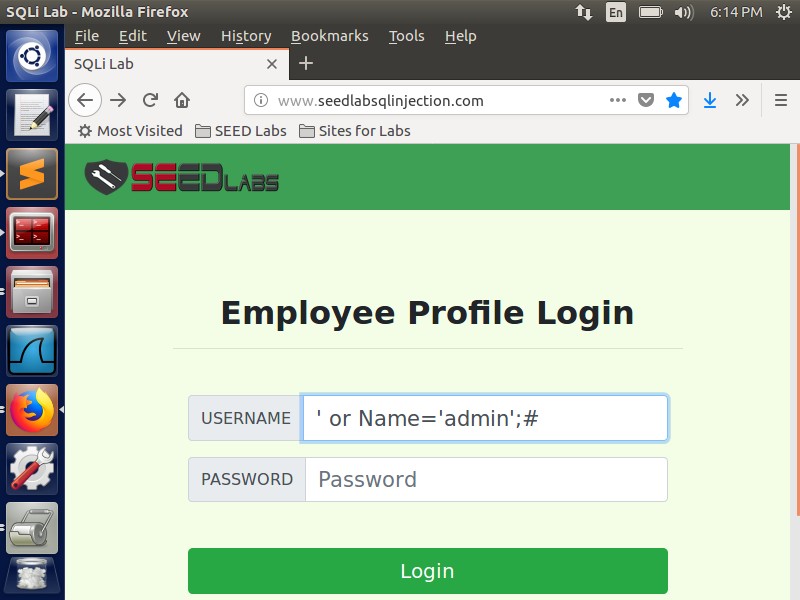 SQLi Lab - Mozilla Firefox
En
6:14 PM
File Edit View History Bookmarks Tools Help
SQLi Lab
www.seedlabsqlinjection.com
Most Visited SEED Labs Sites for Labs
SEEDLABS
Employee Profile Login
USERNAME ' or Name='admin';#
PASSWORD Password
Login